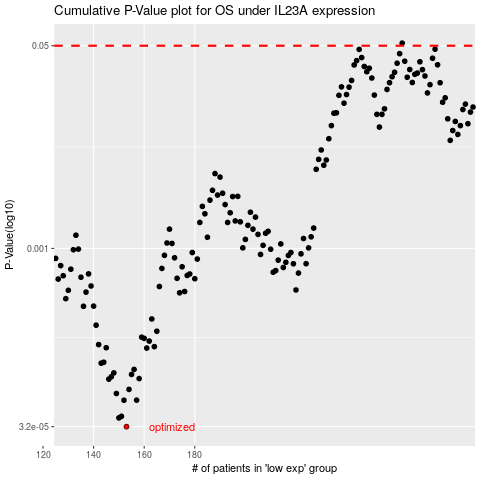 Cumulative P-Value plot for OS under IL23A expression
P-Value(log10)
0.05
0.001
3.2e-05
optimized
120 140 160 180
# of patients in 'low exp' group